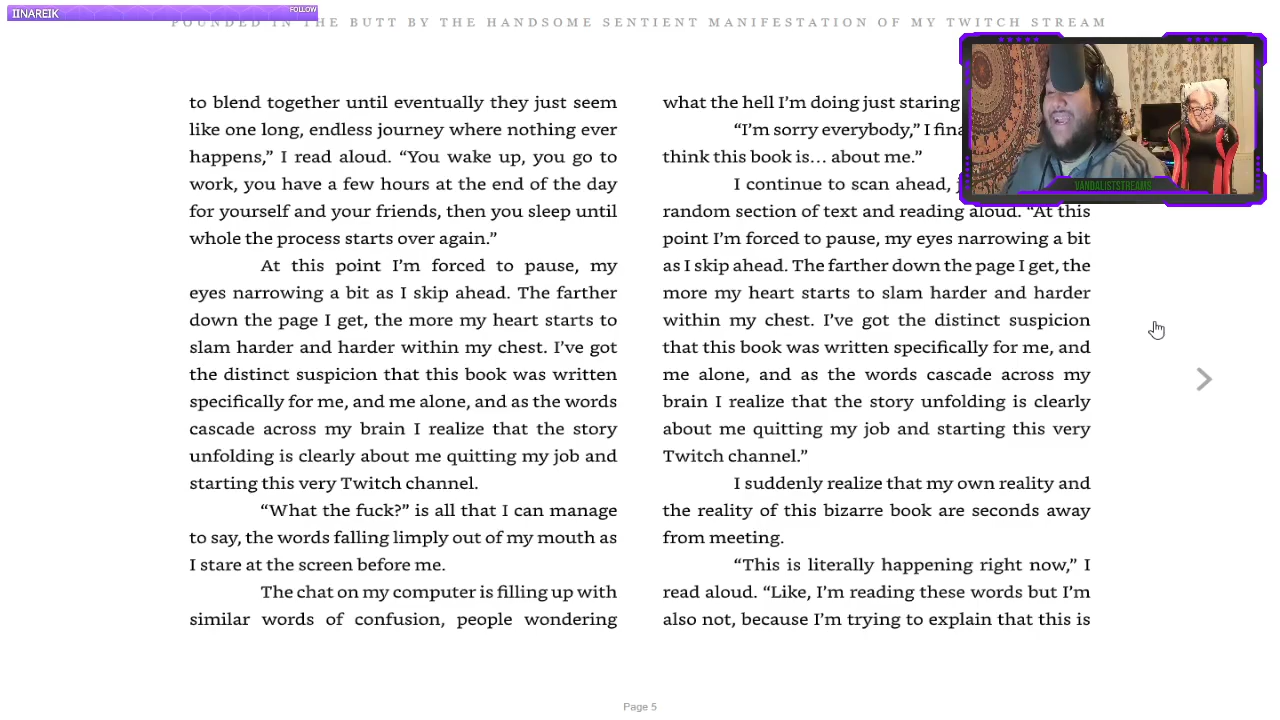 IINAREIK
FOLLOW
POUNDED IN THE BUTT BY THE HANDSOME SENTIENT MANIFESTATION OF MY TWITCH STREAM
to blend together until eventually they just seem
like one long, endless journey where nothing ever
happens,” I read aloud. “You wake up, you go to
work, you have a few hours at the end of the day
for yourself and your friends, then you sleep until
whole the process starts over again.”
At this point I’m forced to pause, my
eyes narrowing a bit as I skip ahead. The farther
down the page I get, the more my heart starts to
slam harder and harder within my chest. I’ve got
the distinct suspicion that this book was written
specifically for me, and me alone, and as the words
cascade across my brain I realize that the story
unfolding is clearly about me quitting my job and
starting this very Twitch channel.
“What the fuck?” is all that I can manage
to say, the words falling limply out of my mouth as
I stare at the screen before me.
The chat on my computer is filling up with
similar words of confusion, people wondering
what the hell I’m doing just staring
“I’m sorry everybody,” I fina
think this book is… about me.”
I continue to scan ahead, j
random section of text and reading aloud. “At this
point I’m forced to pause, my eyes narrowing a bit
as I skip ahead. The farther down the page I get, the
more my heart starts to slam harder and harder
within my chest. I’ve got the distinct suspicion
that this book was written specifically for me, and
me alone, and as the words cascade across my
brain I realize that the story unfolding is clearly
about me quitting my job and starting this very
Twitch channel.”
I suddenly realize that my own reality and
the reality of this bizarre book are seconds away
from meeting.
“This is literally happening right now,” I
read aloud. “Like, I’m reading these words but I’m
also not, because I’m trying to explain that this is
VANDALISTSTREAMS
Page 5